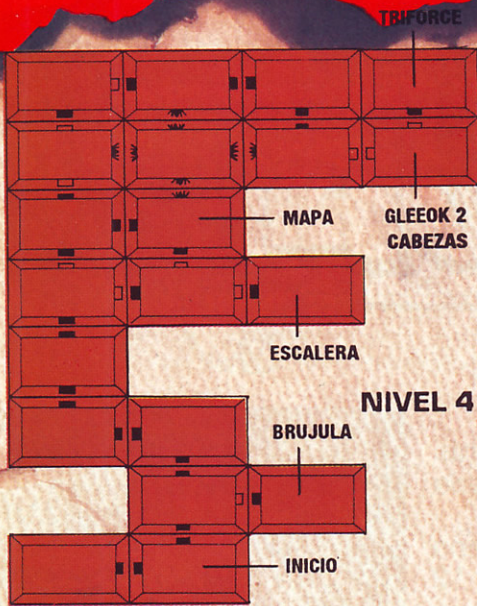 TRIFORCE
MAPA
GLEEOK 2
CABEZAS
ESCALERA
NIVEL 4
BRUJULA
INICIO